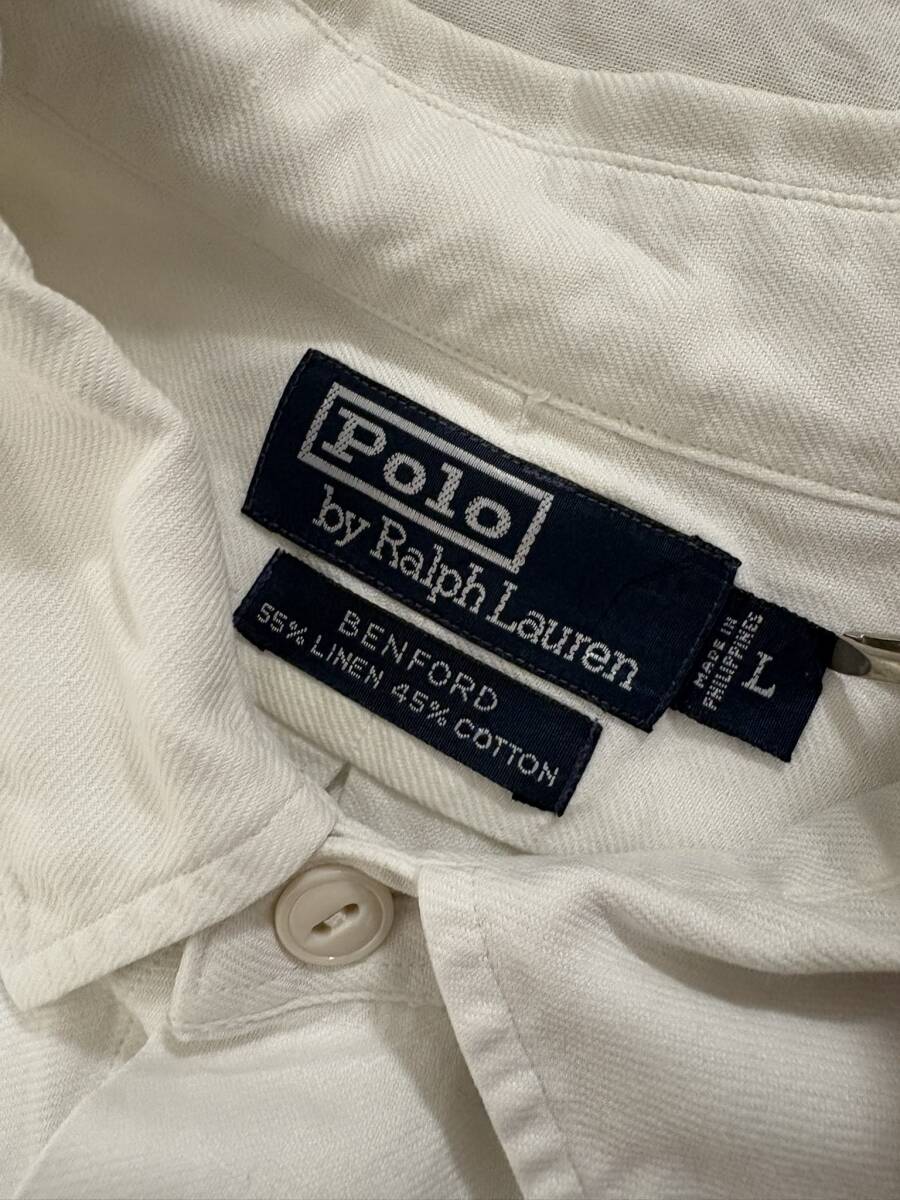 Polo
by Ralph Lauren
BENFORD
55% LINEN 45% COTTON
MADE IN
PHILIPPINES
L